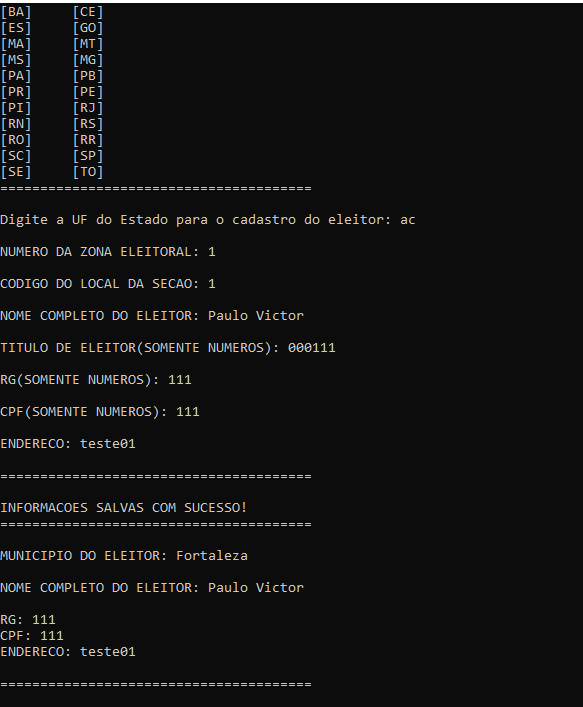 [BA]     [CE]
[ES]     [GO]
[MA]     [MT]
[MS]     [MG]
[PA]     [PB]
[PR]     [PE]
[PI]     [RJ]
[RN]     [RS]
[RO]     [RR]
[SC]     [SP]
[SE]     [TO]
=======================================
Digite a UF do Estado para o cadastro do eleitor: ac
NUMERO DA ZONA ELEITORAL: 1
CODIGO DO LOCAL DA SECAO: 1
NOME COMPLETO DO ELEITOR: Paulo Victor
TITULO DE ELEITOR(SOMENTE NUMEROS): 000111
RG(SOMENTE NUMEROS): 111
CPF(SOMENTE NUMEROS): 111
ENDERECO: teste01
=======================================
INFORMACOES SALVAS COM SUCESSO!
=======================================
MUNICIPIO DO ELEITOR: Fortaleza
NOME COMPLETO DO ELEITOR: Paulo Victor
RG: 111
CPF: 111
ENDERECO: teste01
=======================================